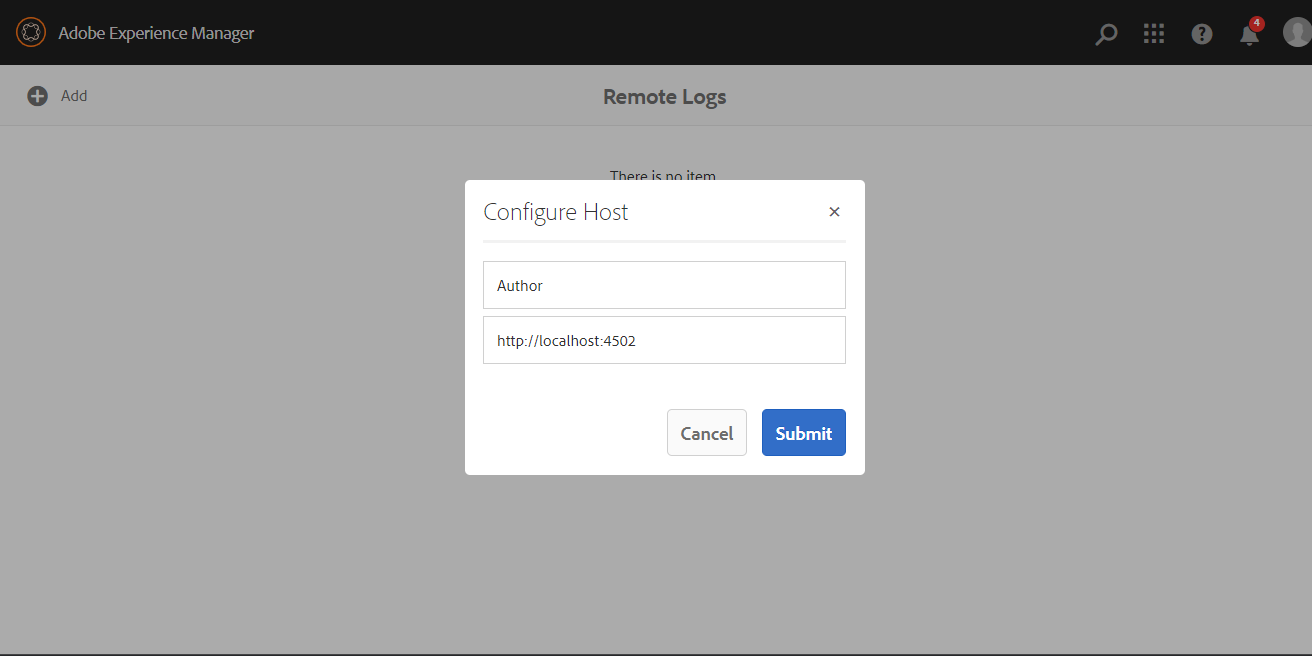 Adobe Experience Manager
?
4
Add
Remote Logs
There is no item
Configure Host
×
Author
http://localhost:4502
Cancel
Submit